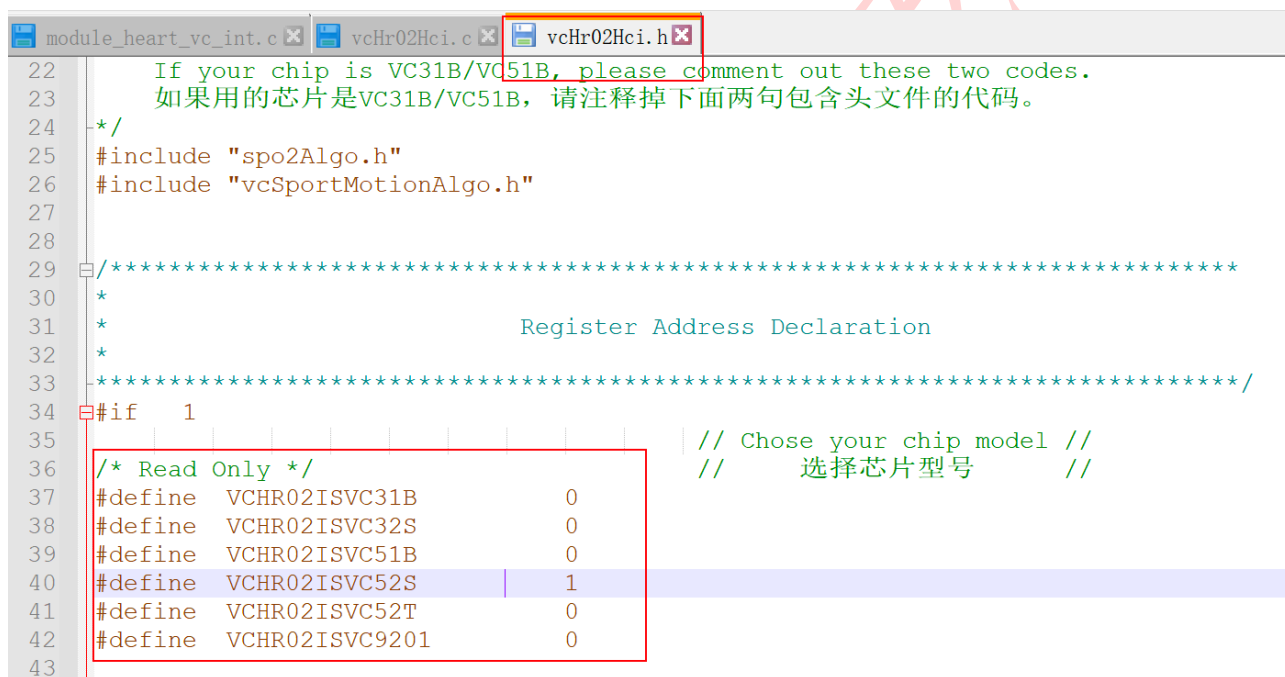 module_heart_vc_int.c vcHr02Hci.c vcHr02Hci.h
22 If your chip is VC31B/VC51B, please comment out these two codes.
23 如果用的芯片是VC31B/VC51B，请注释掉下面两句包含头文件的代码。
24 */
25 #include "spo2Algo.h"
26 #include "vcSportMotionAlgo.h"
27
28
29 /*****************************************************************************
30 *
31 * Register Address Declaration
32 *
33 ******************************************************************************/
34 #if 1
35 // Chose your chip model //
36 /* Read Only */ // 选择芯片型号 //
37 #define VCHR02ISVC31B 0
38 #define VCHR02ISVC32S 0
39 #define VCHR02ISVC51B 0
40 #define VCHR02ISVC52S 1
41 #define VCHR02ISVC52T 0
42 #define VCHR02ISVC9201 0
43